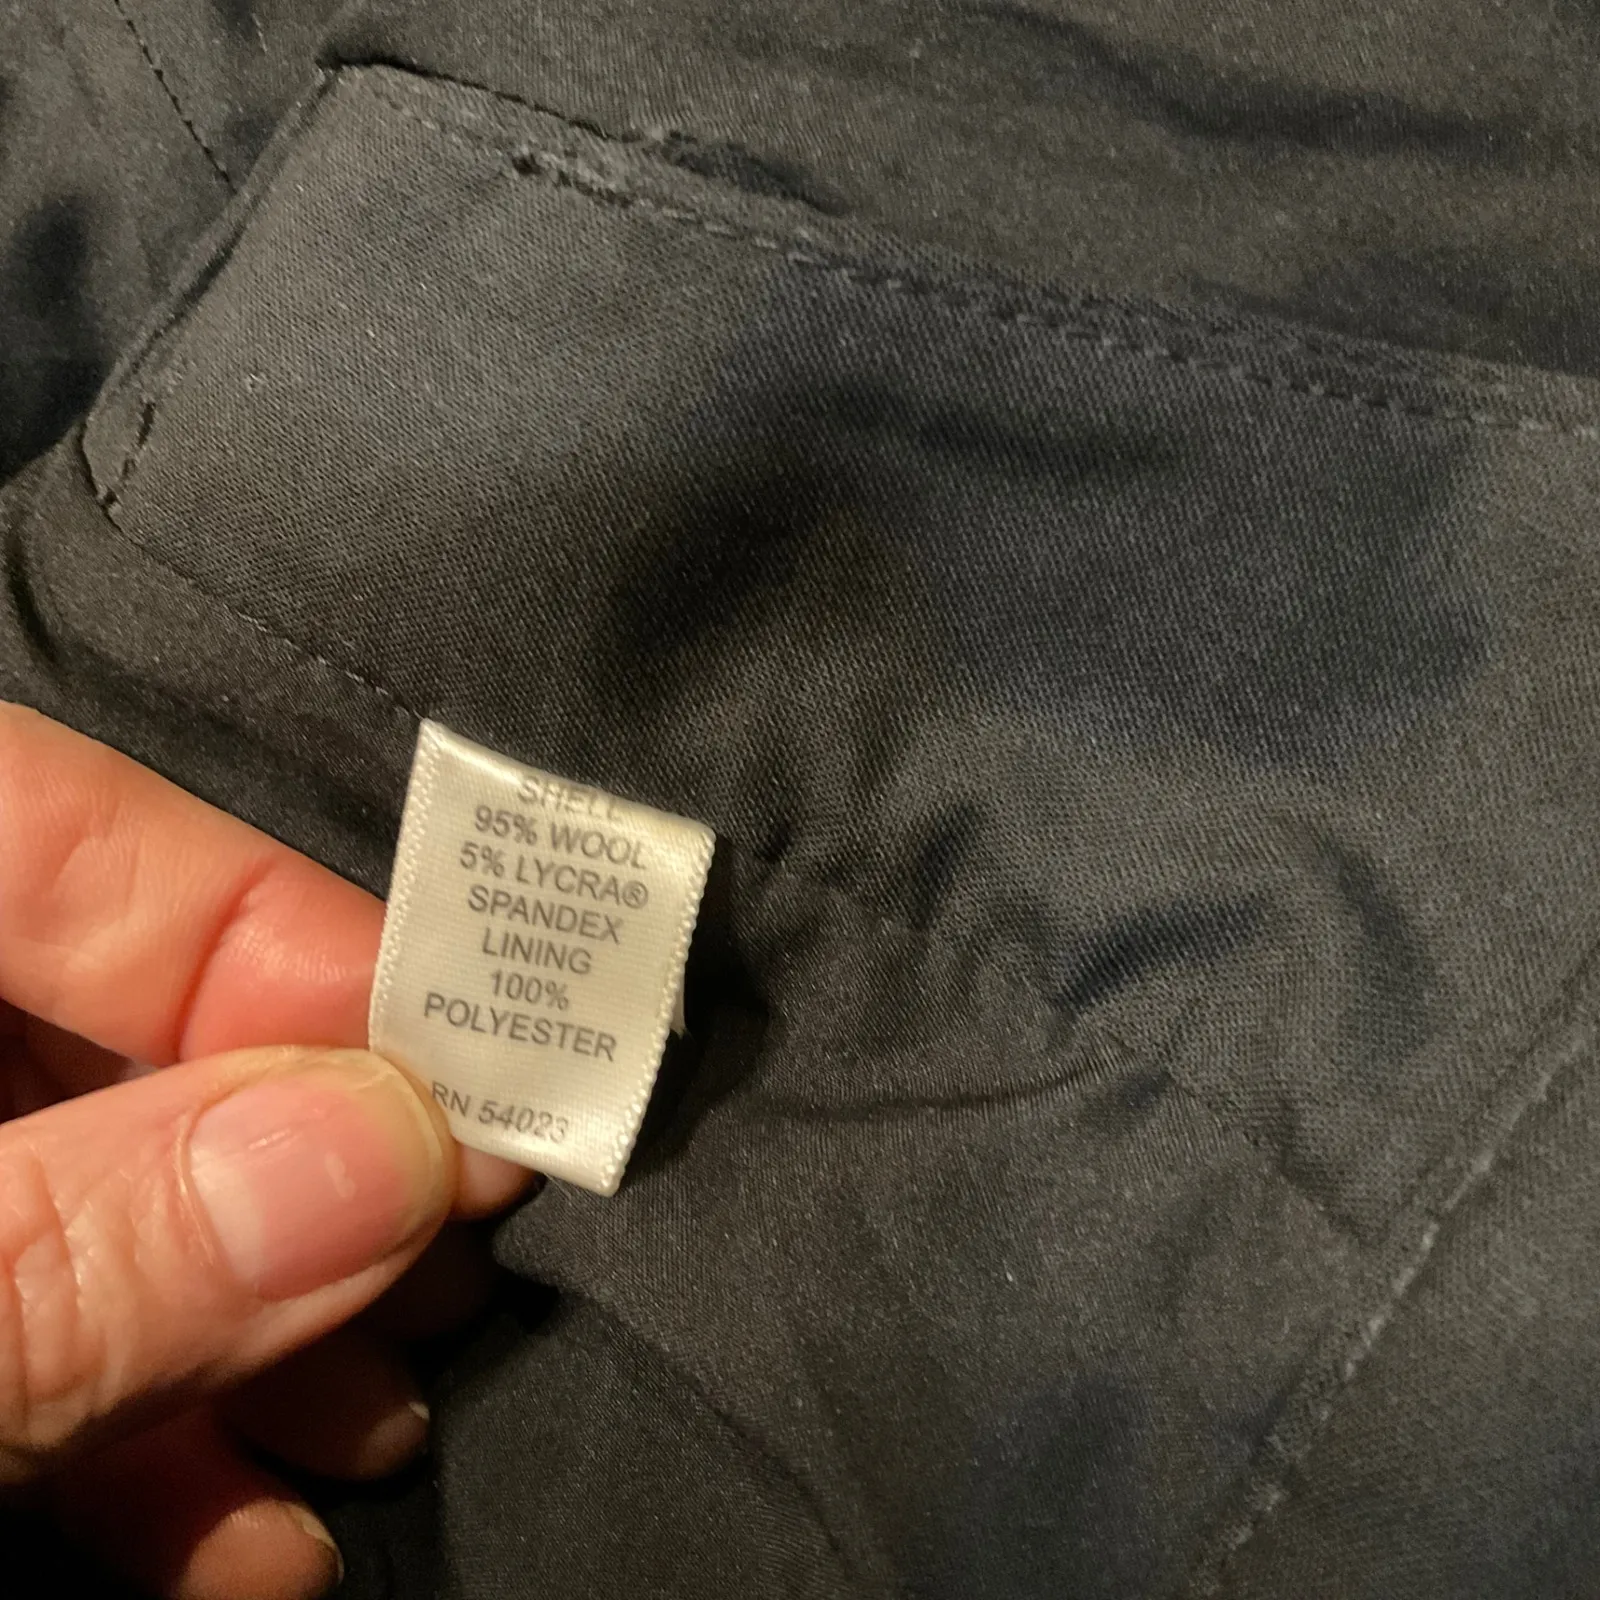 SHELL
95% WOOL
5% LYCRA®
SPANDEX
LINING
100%
POLYESTER
RN 54023